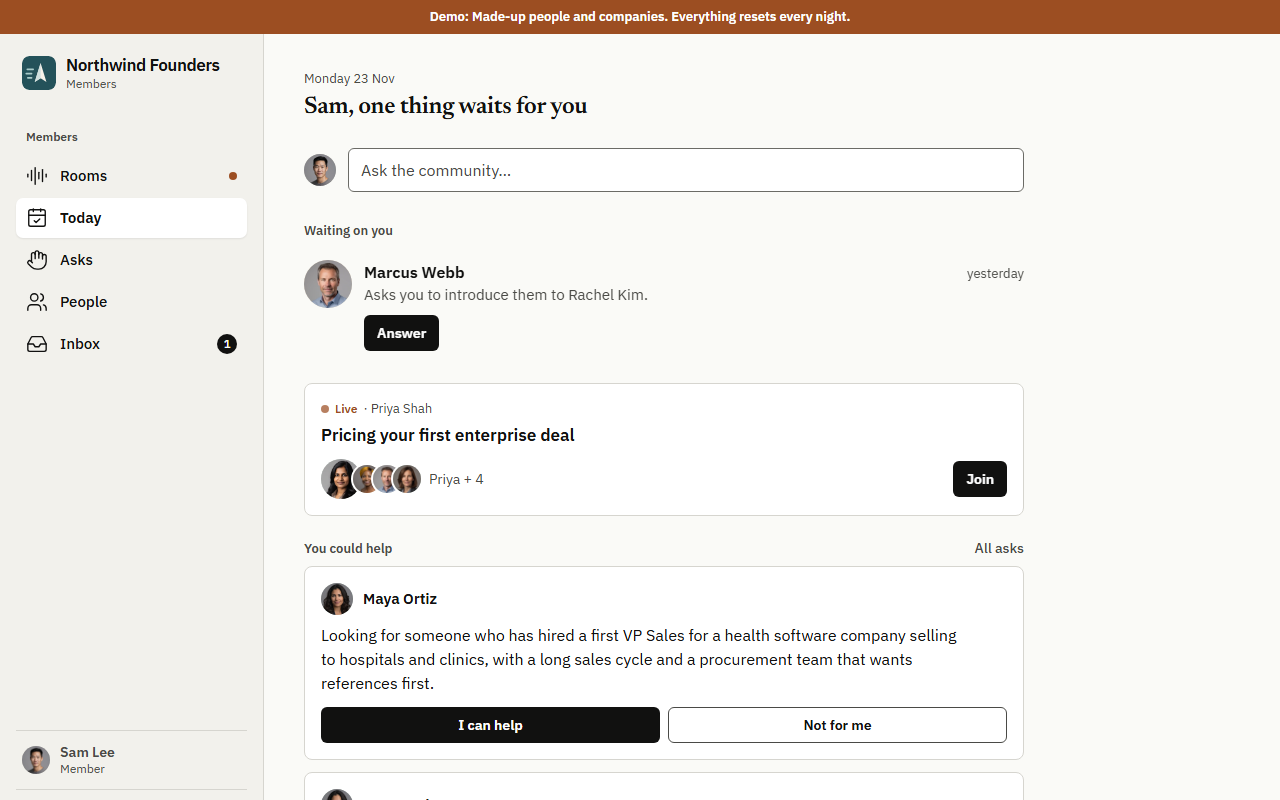 Demo: Made-up people and companies. Everything resets every night.
Northwind Founders
Members
Members
Rooms
Today
Asks
People
Inbox
1
Sam Lee
Member
Monday 23 Nov
Sam, one thing waits for you
Ask the community...
Waiting on you
Marcus Webb
yesterday
Asks you to introduce them to Rachel Kim.
Answer
Live · Priya Shah
Pricing your first enterprise deal
Priya + 4
Join
You could help
All asks
Maya Ortiz
Looking for someone who has hired a first VP Sales for a health software company selling
to hospitals and clinics, with a long sales cycle and a procurement team that wants
references first.
I can help
Not for me